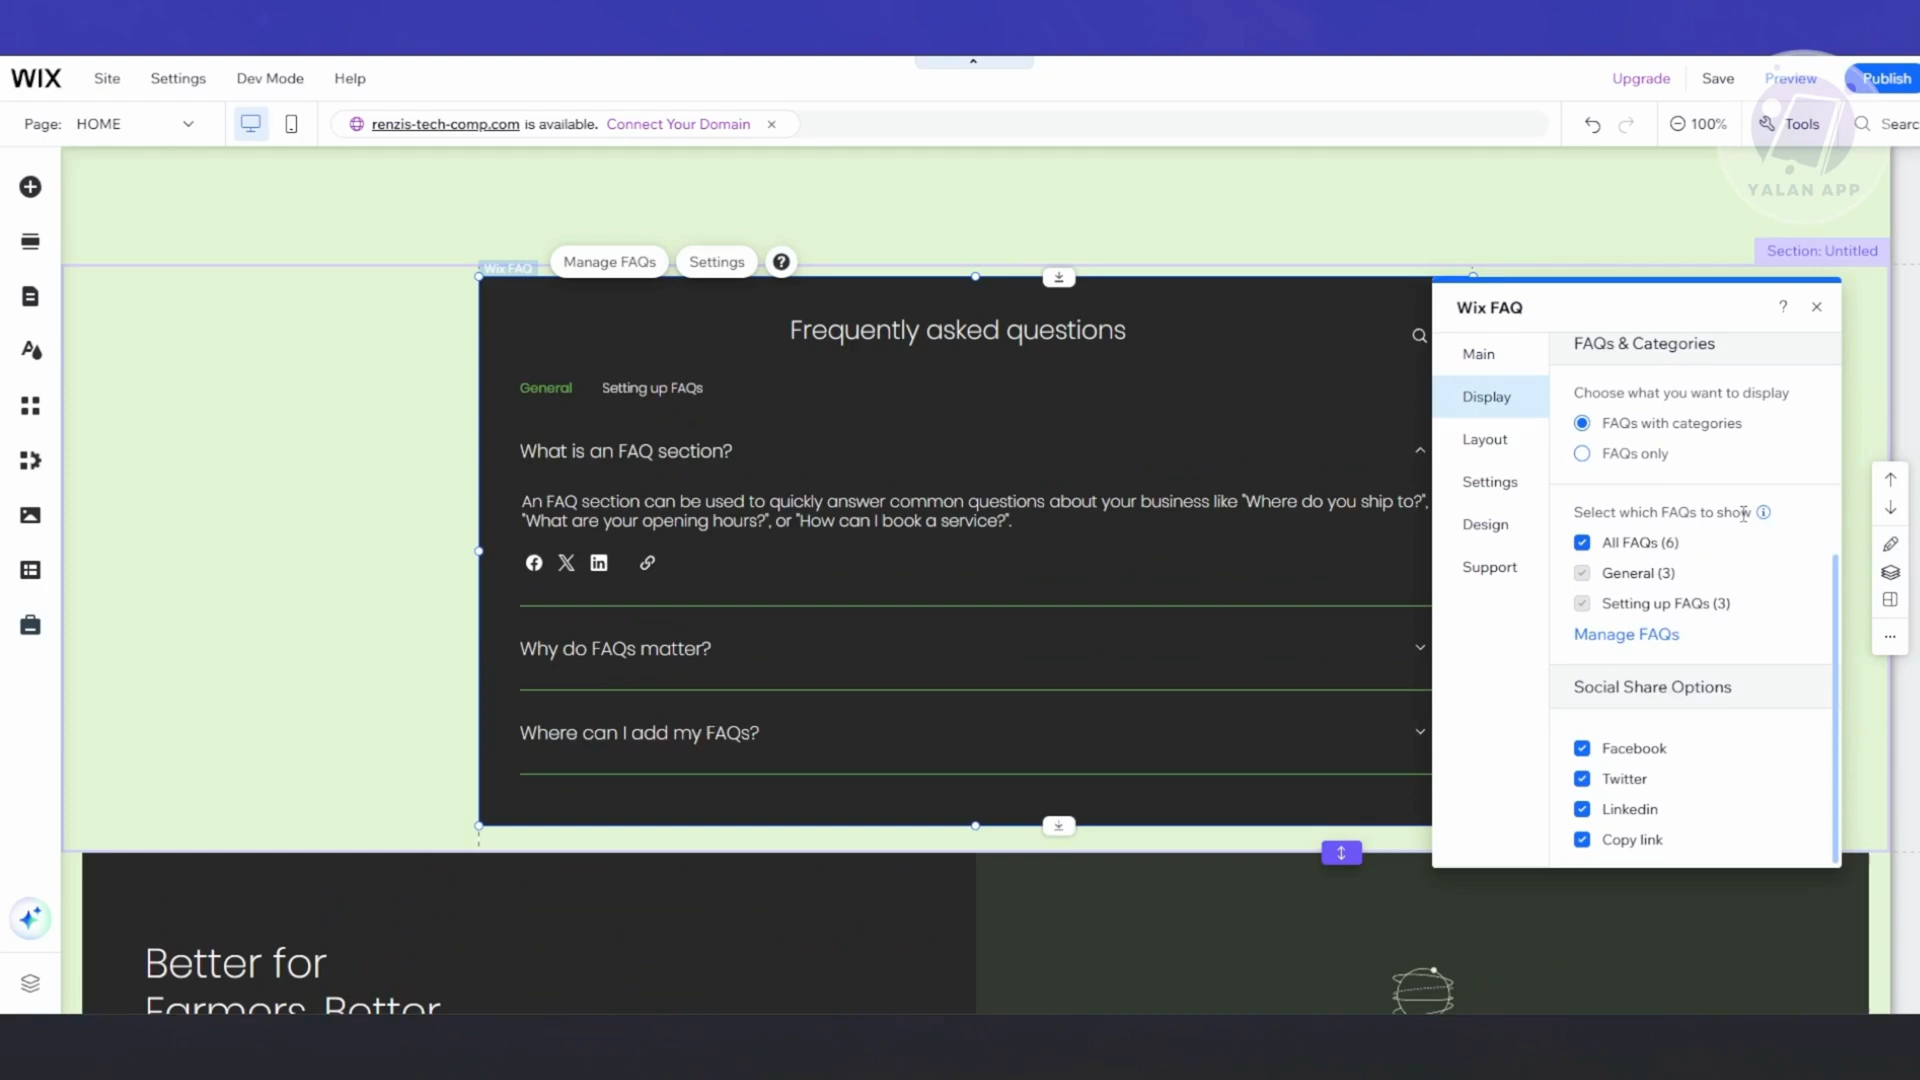 WIX
Site
Settings
Dev Mode
Help
Upgrade
Save
Preview
Publish
Page: HOME
renzis-tech-comp.com is available. Connect Your Domain
100%
Tools
Searc
YALAN APP
Section: Untitled
Wix FAQ
Manage FAQs
Settings
?
Frequently asked questions
General
Setting up FAQs
What is an FAQ section?
An FAQ section can be used to quickly answer common questions about your business like "Where do you ship to?",
"What are your opening hours?", or "How can I book a service?".
Why do FAQs matter?
Where can I add my FAQs?
Wix FAQ
?
Main
Display
Layout
Settings
Design
Support
FAQs & Categories
Choose what you want to display
FAQs with categories
FAQs only
Select which FAQs to show
All FAQs (6)
General (3)
Setting up FAQs (3)
Manage FAQs
Social Share Options
Facebook
Twitter
Linkedin
Copy link
Better for
Farmers, Better